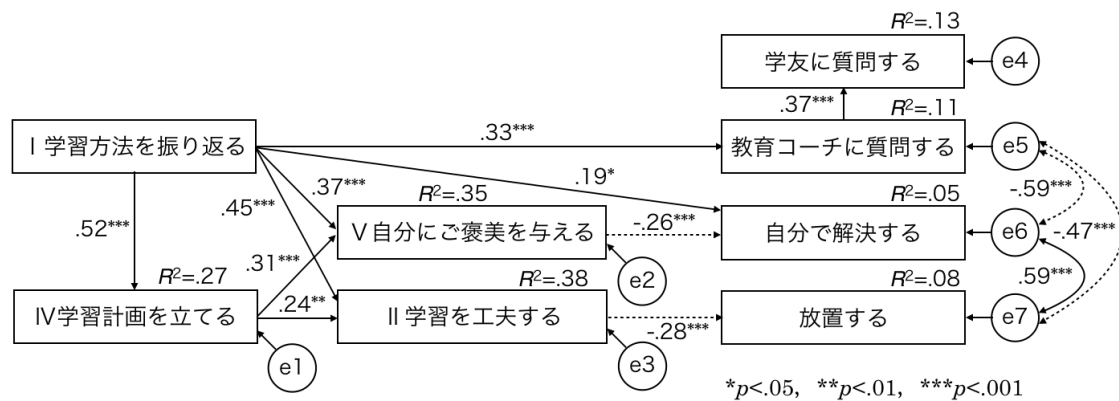 R²=.13
学友に質問する
e4
.37***
R²=.11
Ⅰ学習方法を振り返る
.33***
教育コーチに質問する
e5
.19*
-.59***
.37***
R²=.35
R²=.05
.45***
.52***
Ⅴ自分にご褒美を与える
-.26***
自分で解決する
e6
-.47***
.31***
e2
.59***
R²=.27
R²=.38
R²=.08
Ⅳ学習計画を立てる
.24**
Ⅱ学習を工夫する
-.28***
放置する
e7
e1
e3
*p<.05, **p<.01, ***p<.001